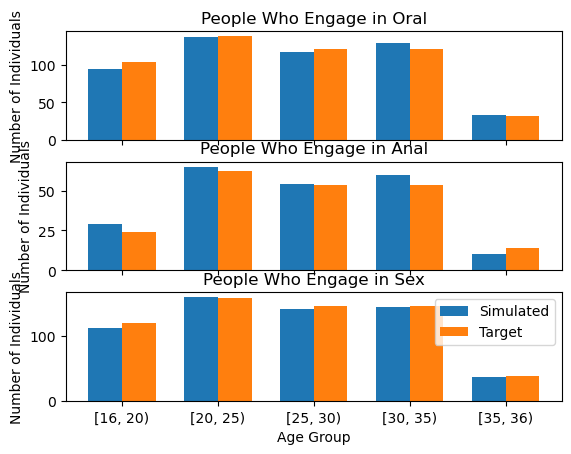 People Who Engage in Oral
Number of Individuals
100
50
0
People Who Engage in Anal
Number of Individuals
50
25
0
People Who Engage in Sex
Number of Individuals
100
0
Simulated
Target
[16, 20)
[20, 25)
[25, 30)
[30, 35)
[35, 36)
Age Group